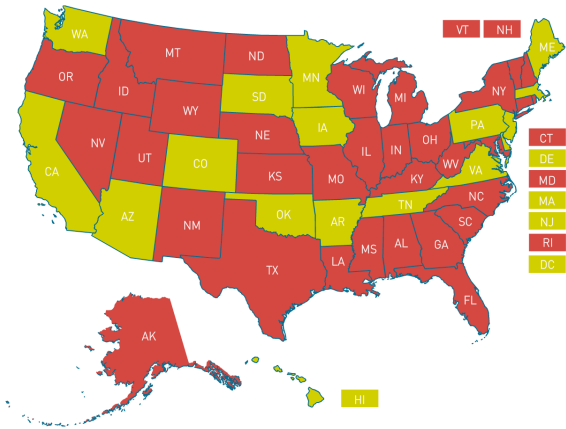 VT NH
WA
ME
MT ND
MN
OR
ID
SD
WI
MI
NY
WY
IA
PA
NE
CT
NV
OH
IL IN
DE
UT
CO
WV
CA
VA
KS
MO
KY
MD
NC
MA
TN
AZ
OK
AR
NJ
NM
SC
MS AL GA
RI
LA
DC
TX
FL
AK
HI